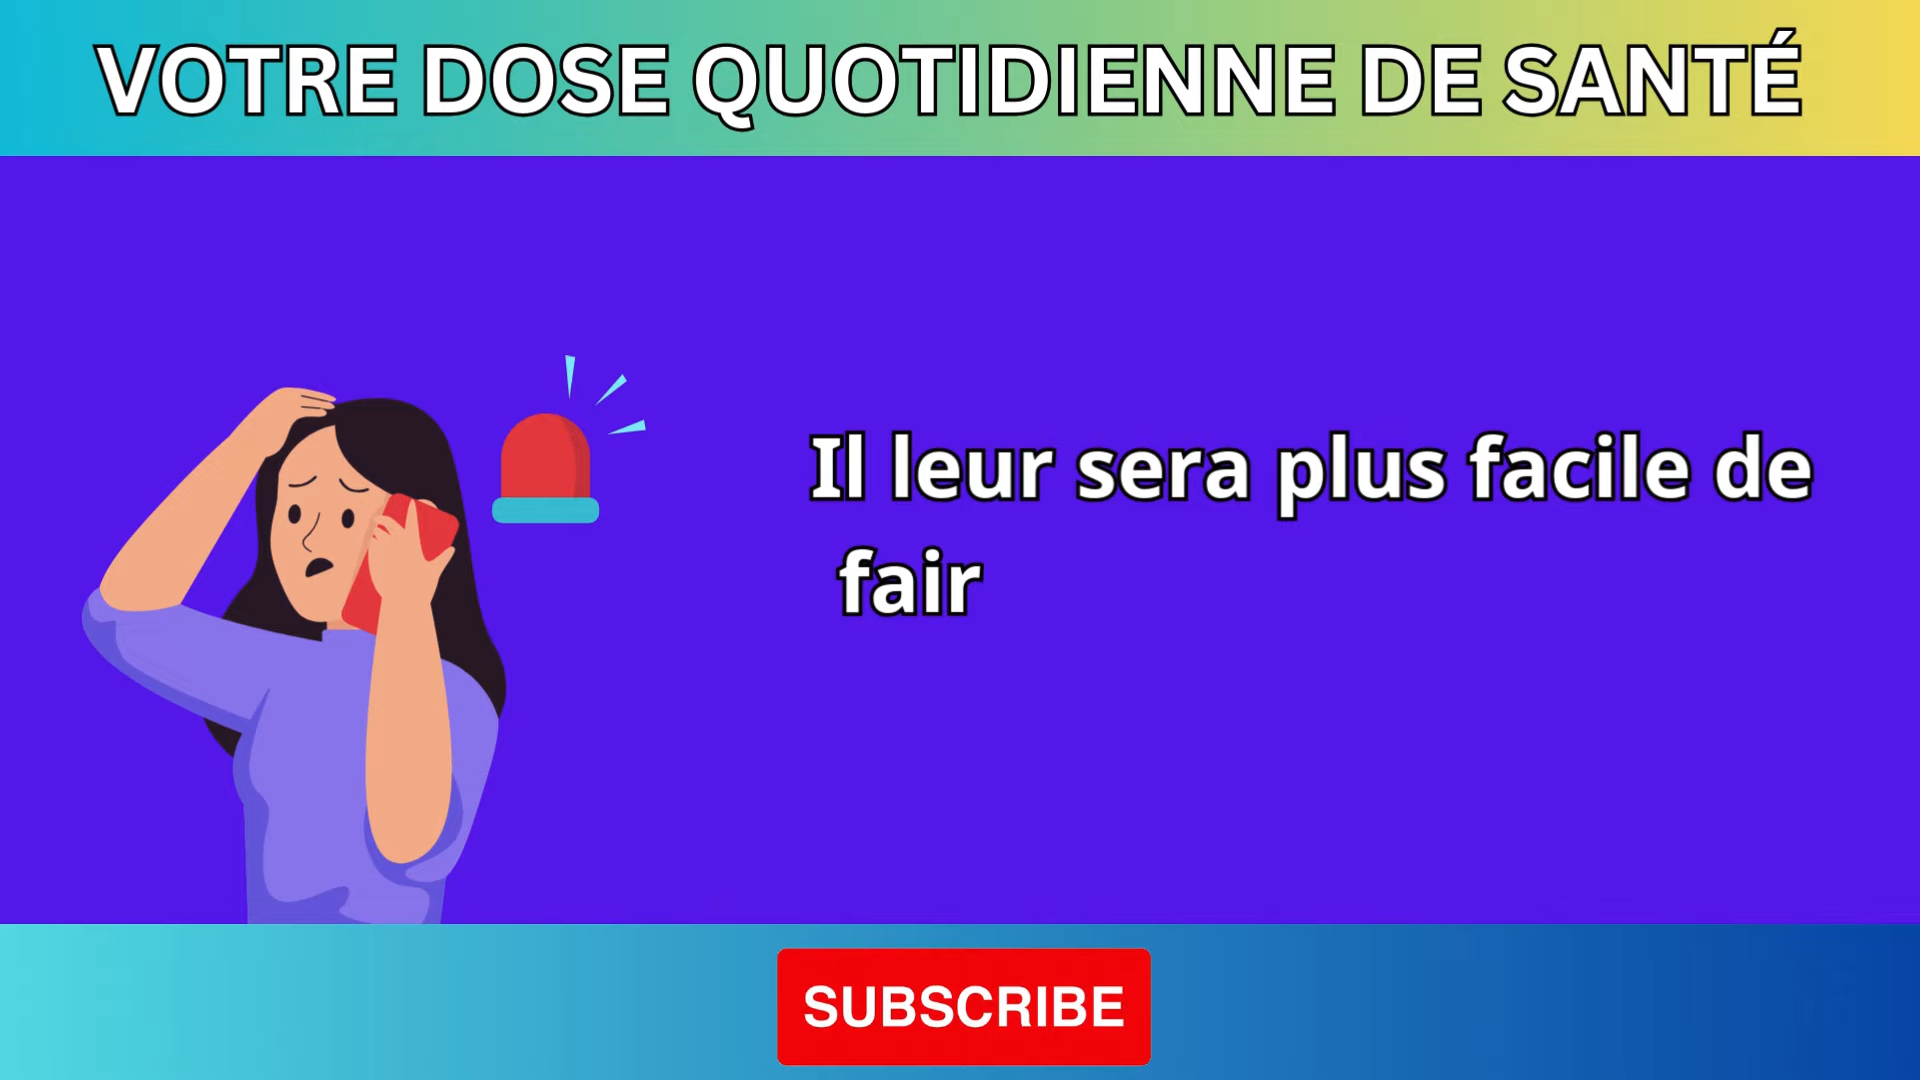 VOTRE DOSE QUOTIDIENNE DE SANTÉ
Il leur sera plus facile de
fair
SUBSCRIBE